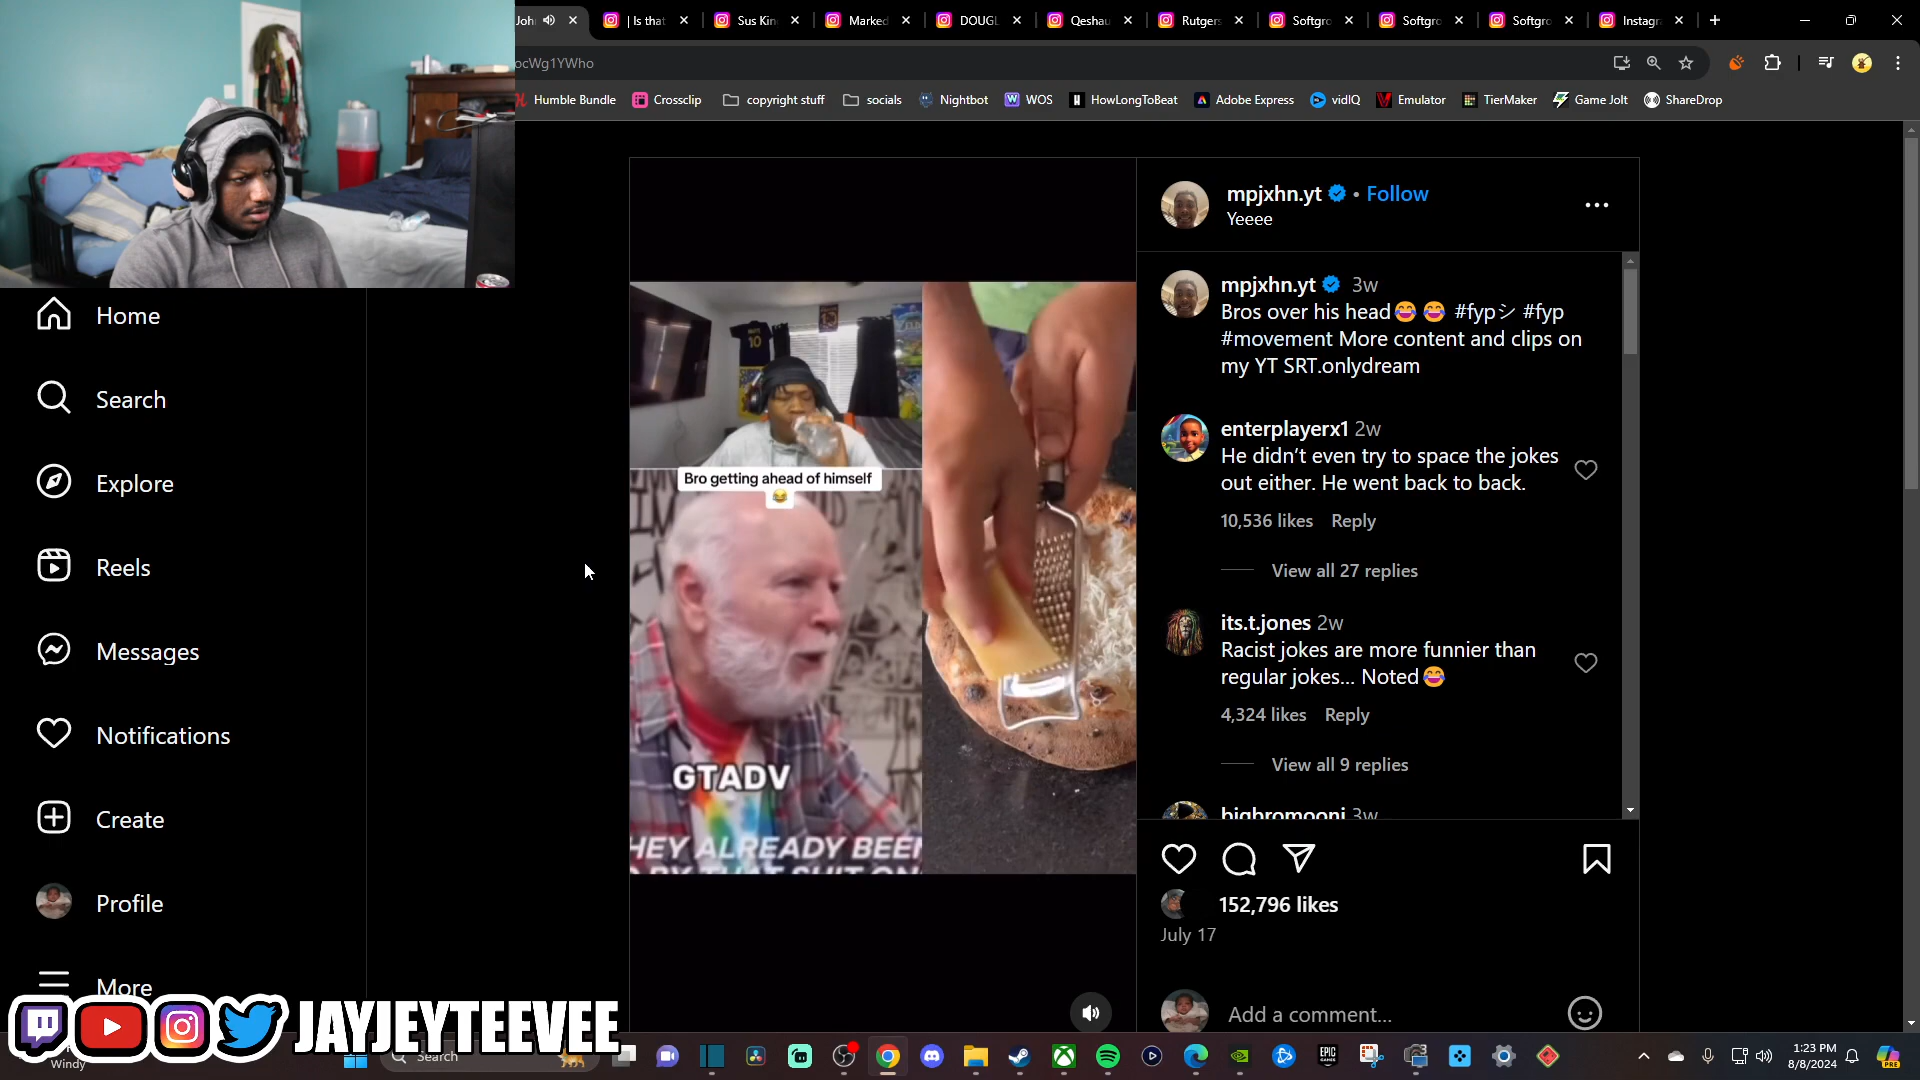 Joh
| Is that
Sus Kin
Marked
DOUGL
Qeshau
Rutgers
Softgro
Softgro
Softgro
Instagr
ocWg1YWho
Humble Bundle
Crossclip
copyright stuff
socials
Nightbot
WOS
HowLongToBeat
Adobe Express
vidIQ
Emulator
TierMaker
Game Jolt
ShareDrop
Home
Search
Explore
Reels
Messages
Notifications
Create
Profile
More
JAYJEYTEEVEE
10
Bro getting ahead of himself 😂
GTADV
HEY ALREADY BEEN
mpjxhn.yt • Follow
Yeeee
mpjxhn.yt 3w
Bros over his head😂 😂 #fypシ #fyp
#movement More content and clips on
my YT SRT.onlydream
enterplayerx1 2w
He didn’t even try to space the jokes
out either. He went back to back.
10,536 likes Reply
View all 27 replies
its.t.jones 2w
Racist jokes are more funnier than
regular jokes... Noted😂
4,324 likes Reply
View all 9 replies
bigbromooni 3w
152,796 likes
July 17
Add a comment...
Windy
Search
1:23 PM
8/8/2024